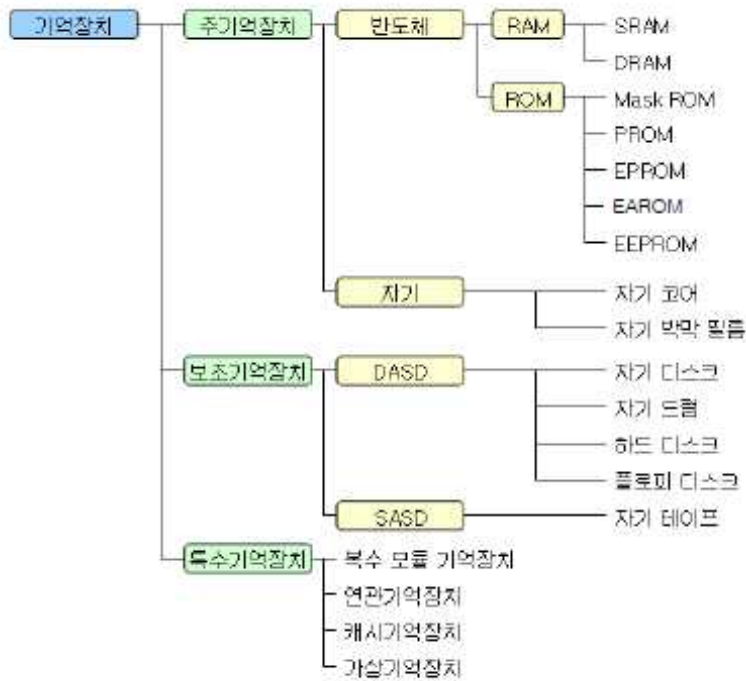 기억장치 주기억장치 반도체 RAM SRAM
DRAM
ROM Mask ROM
PROM
EPROM
EAROM
EEPROM
자기 자기 코어
자기 박막 필름
보조기억장치 DASD 자기 디스크
자기 드럼
하드 디스크
플로피 디스크
SASD 자기 테이프
특수기억장치 복수 모듈 기억장치
연관기억장치
캐시기억장치
가상기억장치